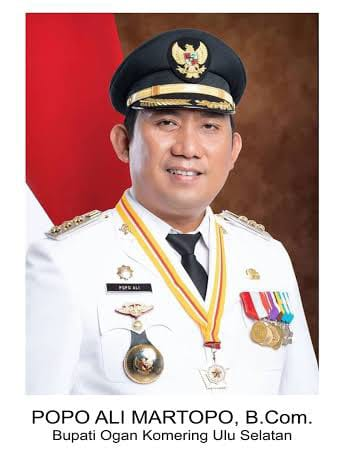 POPO ALI
POPO ALI MARTOPO, B.Com.
Bupati Ogan Komering Ulu Selatan